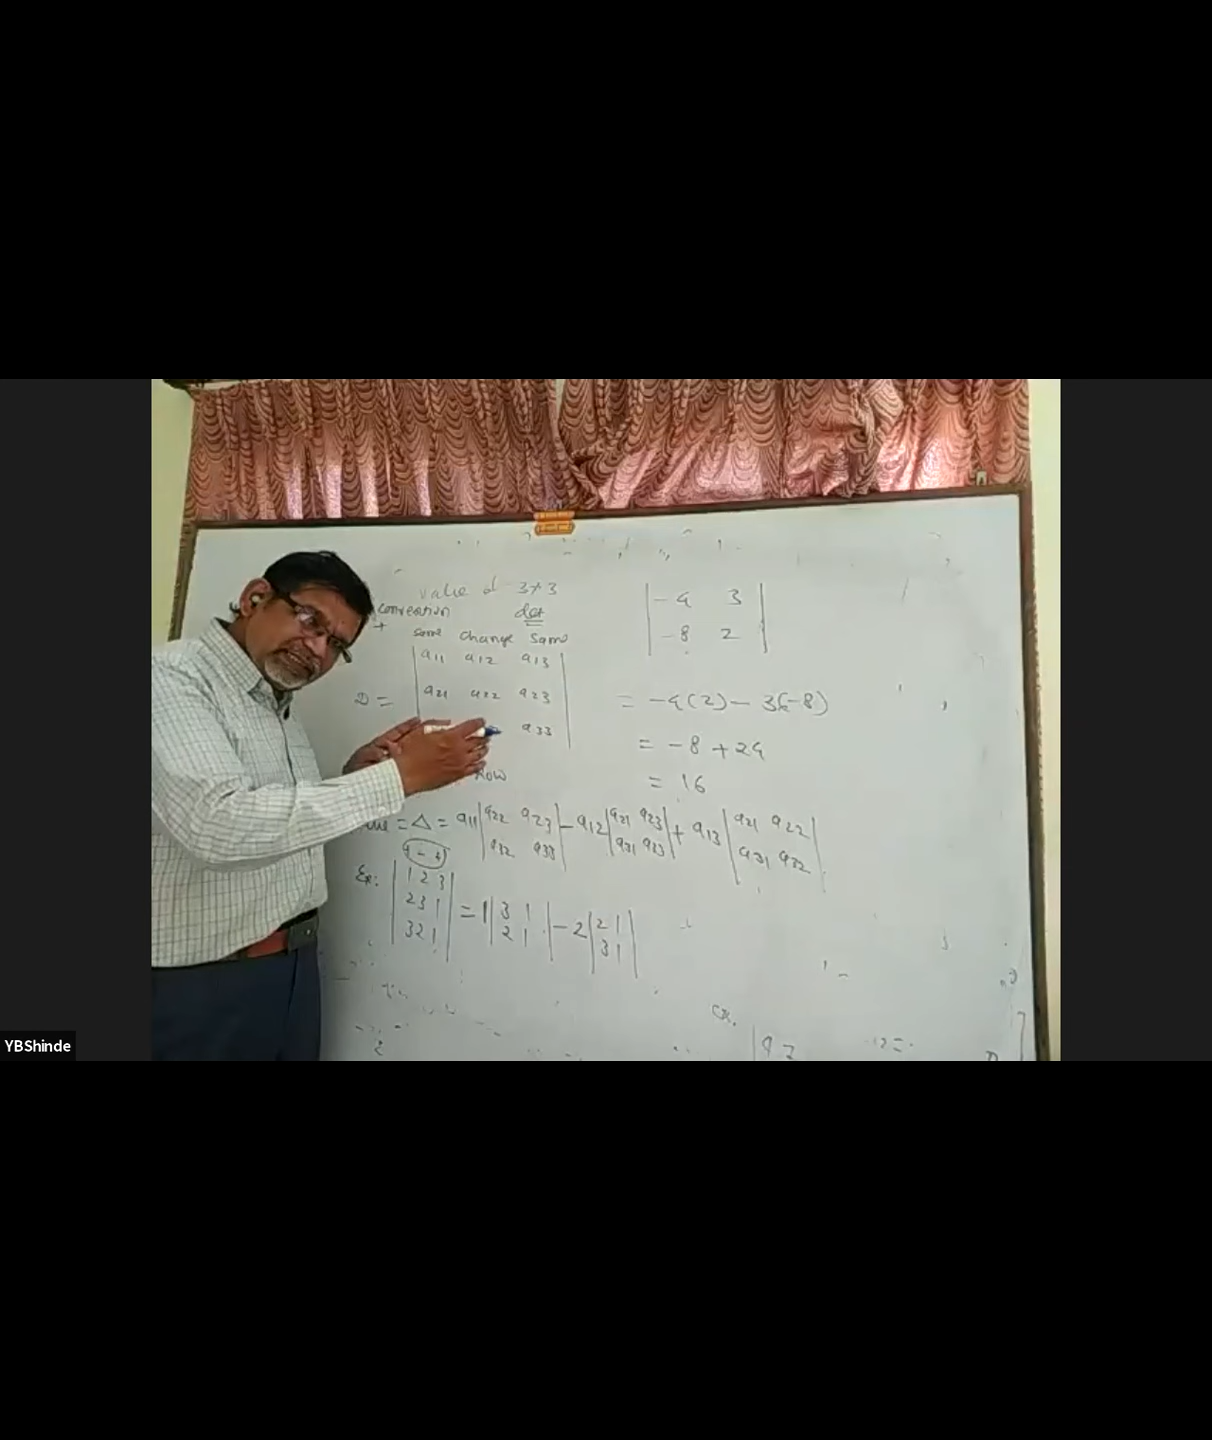 value of 3×3
convention det
+ same change same
a11 a12 a13
D = a21 a22 a23
a33
Row
= Δ = a11 | a22 a23 | - a12 | a21 a23 | + a13 | a21 a22 |
| a32 a33 | | a31 a23 | | a31 a32 |
Ex: | 1 2 3 |
| 2 3 1 | = 1 | 3 1 | - 2 | 2 1 |
| 3 2 1 | | 2 1 | | 3 1 |
| -4 3 |
| -8 2 |
= -4(2) - 3(-8)
= -8 + 24
= 16
Ex.
YBShinde